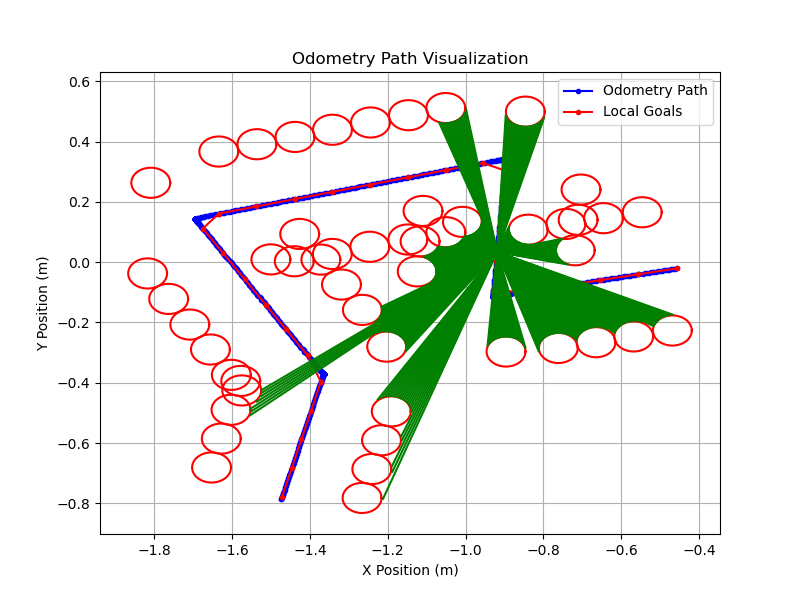 Odometry Path Visualization
Odometry Path
Local Goals
Y Position (m)
0.6
0.4
0.2
0.0
−0.2
−0.4
−0.6
−0.8
−1.8 −1.6 −1.4 −1.2 −1.0 −0.8 −0.6 −0.4
X Position (m)